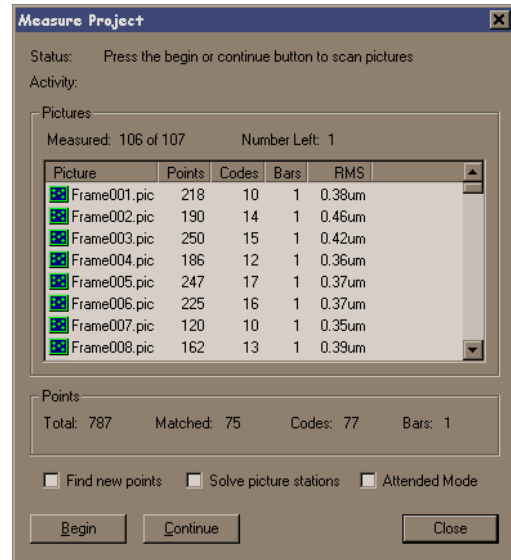 Measure Project
Status: Press the begin or continue button to scan pictures
Activity:
Pictures
Measured: 106 of 107 Number Left: 1
Picture Points Codes Bars RMS
Frame001.pic 218 10 1 0.38um
Frame002.pic 190 14 1 0.46um
Frame003.pic 250 15 1 0.42um
Frame004.pic 186 12 1 0.36um
Frame005.pic 247 17 1 0.37um
Frame006.pic 225 16 1 0.37um
Frame007.pic 120 10 1 0.35um
Frame008.pic 162 13 1 0.39um
Points
Total: 787 Matched: 75 Codes: 77 Bars: 1
Find new points Solve picture stations Attended Mode
Begin Continue Close